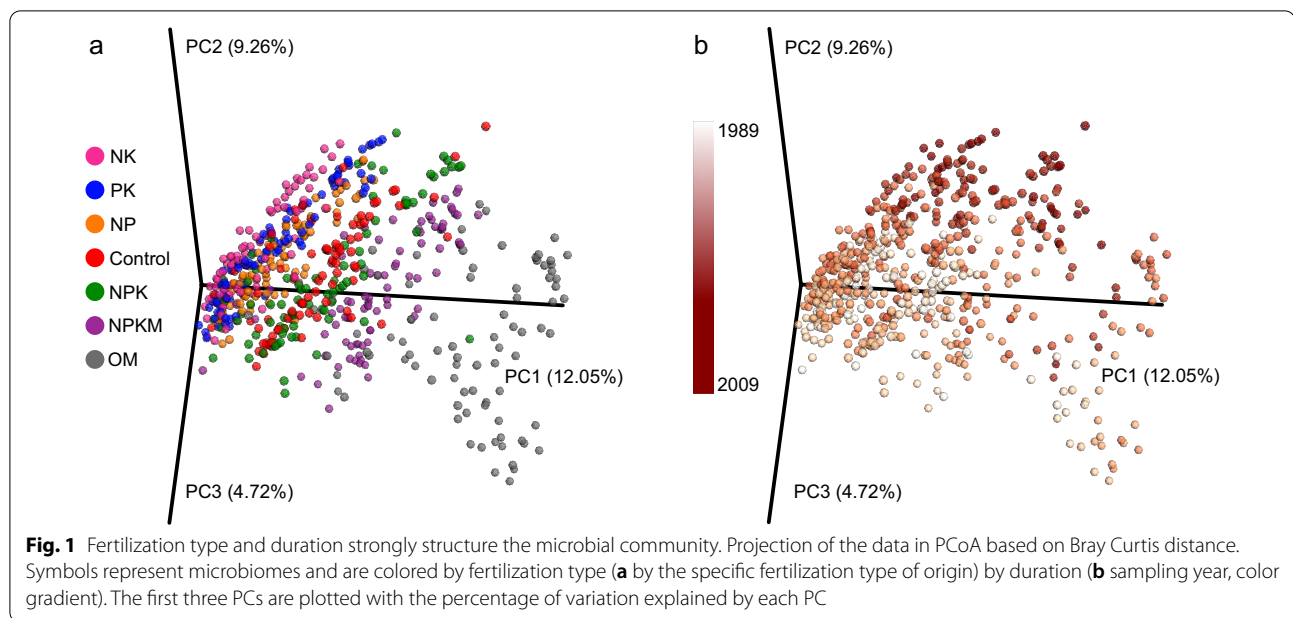 a
PC2 (9.26%)
NK
PK
NP
Control
NPK
NPKM
OM
PC1 (12.05%)
PC3 (4.72%)
b
PC2 (9.26%)
1989
2009
PC1 (12.05%)
PC3 (4.72%)
Fig. 1 Fertilization type and duration strongly structure the microbial community. Projection of the data in PCoA based on Bray Curtis distance.
Symbols represent microbiomes and are colored by fertilization type (a by the specific fertilization type of origin) by duration (b sampling year, color
gradient). The first three PCs are plotted with the percentage of variation explained by each PC